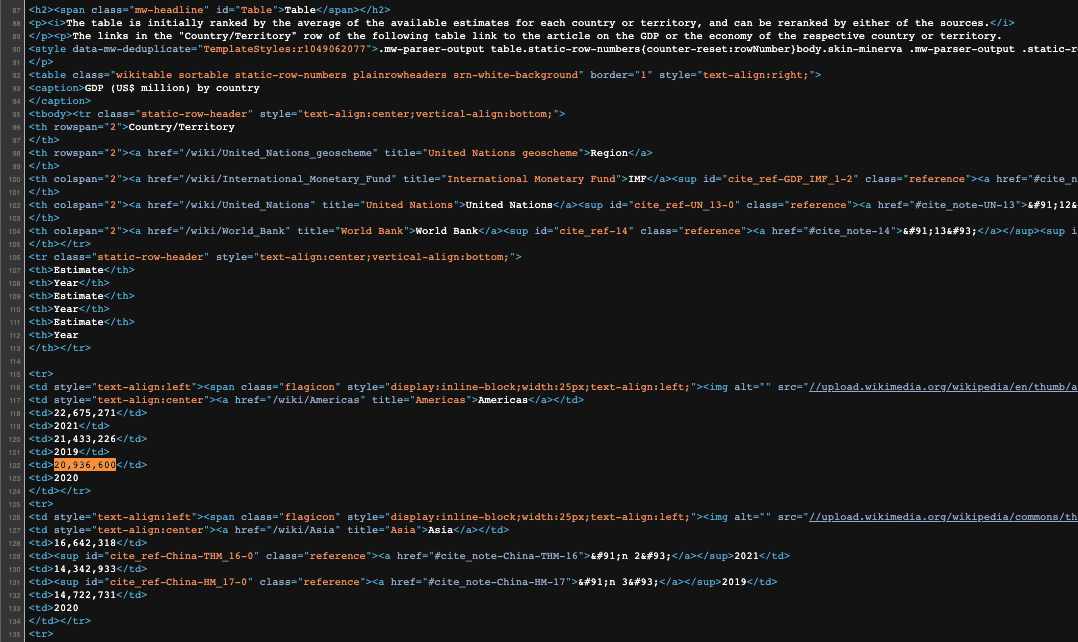 87 <h2><span class="mw-headline" id="Table">Table</span></h2>
88 <p><i>The table is initially ranked by the average of the available estimates for each country or territory, and can be reranked by either of the sources.</i>
89 </p><p>The links in the "Country/Territory" row of the following table link to the article on the GDP or the economy of the respective country or territory.
90 <style data-mw-deduplicate="TemplateStyles:r1049062077">.mw-parser-output table.static-row-numbers{counter-reset:rowNumber}body.skin-minerva .mw-parser-output .static-r
91 </p>
92 <table class="wikitable sortable static-row-numbers plainrowheaders srn-white-background" border="1" style="text-align:right;">
93 <caption>GDP (US$ million) by country
94 </caption>
95 <tbody><tr class="static-row-header" style="text-align:center;vertical-align:bottom;">
96 <th rowspan="2">Country/Territory
97 </th>
98 <th rowspan="2"><a href="/wiki/United_Nations_geoscheme" title="United Nations geoscheme">Region</a>
99 </th>
100 <th colspan="2"><a href="/wiki/International_Monetary_Fund" title="International Monetary Fund">IMF</a><sup id="cite_ref-GDP_IMF_1-2" class="reference"><a href="#cite_n
101 </th>
102 <th colspan="2"><a href="/wiki/United_Nations" title="United Nations">United Nations</a><sup id="cite_ref-UN_13-0" class="reference"><a href="#cite_note-UN-13">&#91;12&
103 </th>
104 <th colspan="2"><a href="/wiki/World_Bank" title="World Bank">World Bank</a><sup id="cite_ref-14" class="reference"><a href="#cite_note-14">&#91;13&#93;</a></sup><sup i
105 </th></tr>
106 <tr class="static-row-header" style="text-align:center;vertical-align:bottom;">
107 <th>Estimate</th>
108 <th>Year</th>
109 <th>Estimate</th>
110 <th>Year</th>
111 <th>Estimate</th>
112 <th>Year
113 </th></tr>
114
115 <tr>
116 <td style="text-align:left"><span class="flagicon" style="display:inline-block;width:25px;text-align:left;"><img alt="" src="//upload.wikimedia.org/wikipedia/en/thumb/a
117 <td style="text-align:center"><a href="/wiki/Americas" title="Americas">Americas</a></td>
118 <td>22,675,271</td>
119 <td>2021</td>
120 <td>21,433,226</td>
121 <td>2019</td>
122 <td>20,936,600</td>
123 <td>2020
124 </td></tr>
125 <tr>
126 <td style="text-align:left"><span class="flagicon" style="display:inline-block;width:25px;text-align:left;"><img alt="" src="//upload.wikimedia.org/wikipedia/commons/th
127 <td style="text-align:center"><a href="/wiki/Asia" title="Asia">Asia</a></td>
128 <td>16,642,318</td>
129 <td><sup id="cite_ref-China-THM_16-0" class="reference"><a href="#cite_note-China-THM-16">&#91;n 2&#93;</a></sup>2021</td>
130 <td>14,342,933</td>
131 <td><sup id="cite_ref-China-HM_17-0" class="reference"><a href="#cite_note-China-HM-17">&#91;n 3&#93;</a></sup>2019</td>
132 <td>14,722,731</td>
133 <td>2020
134 </td></tr>
135 <tr>